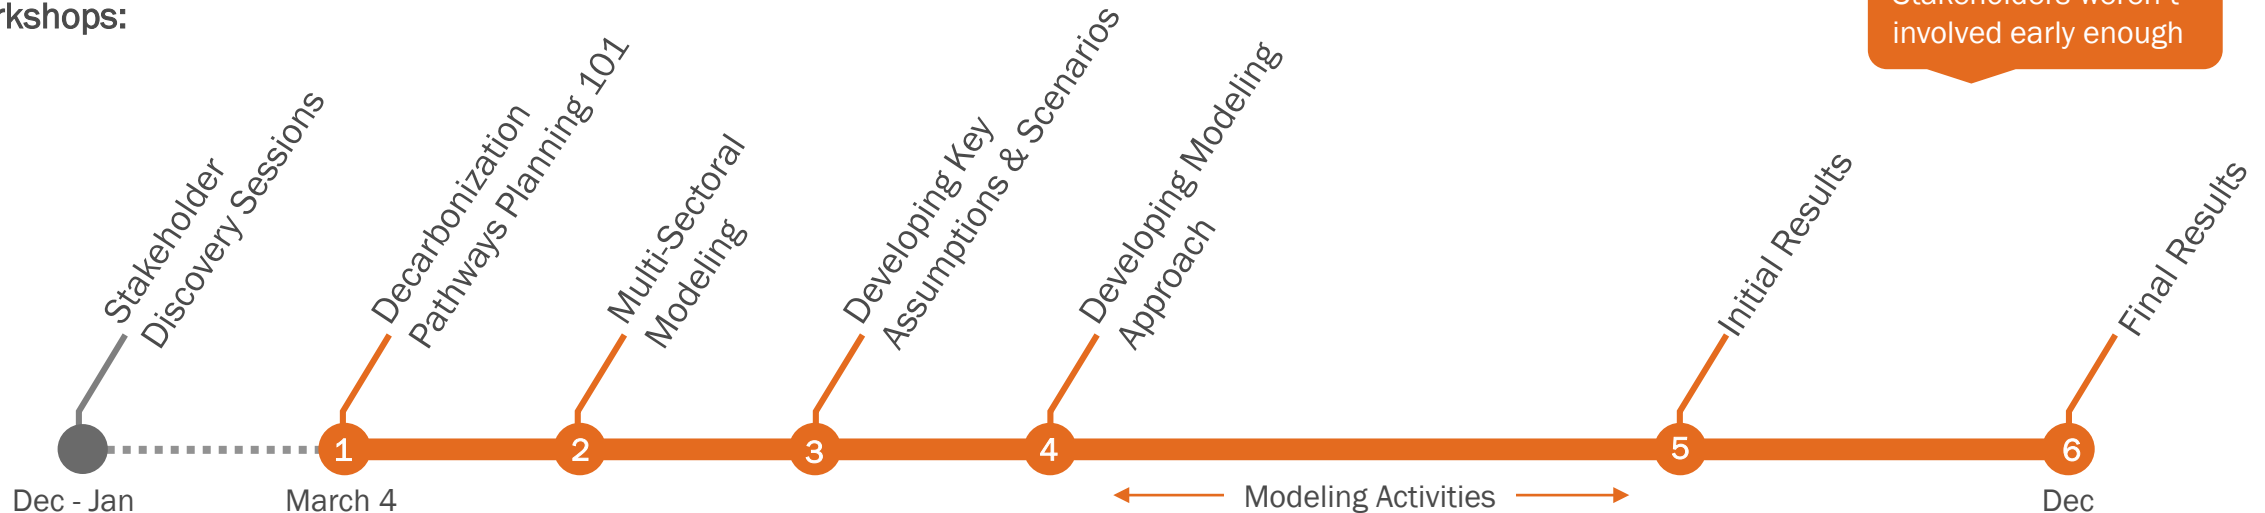 rkshops:
involved early enough
Stakeholder
Discovery Sessions
Decarbonization
Pathways Planning 101
Multi-Sectoral
Modeling
Developing Key
Assumptions & Scenarios
Developing Modeling
Approach
Initial Results
Final Results
1
2
3
4
5
6
Dec - Jan
March 4
Modeling Activities
Dec